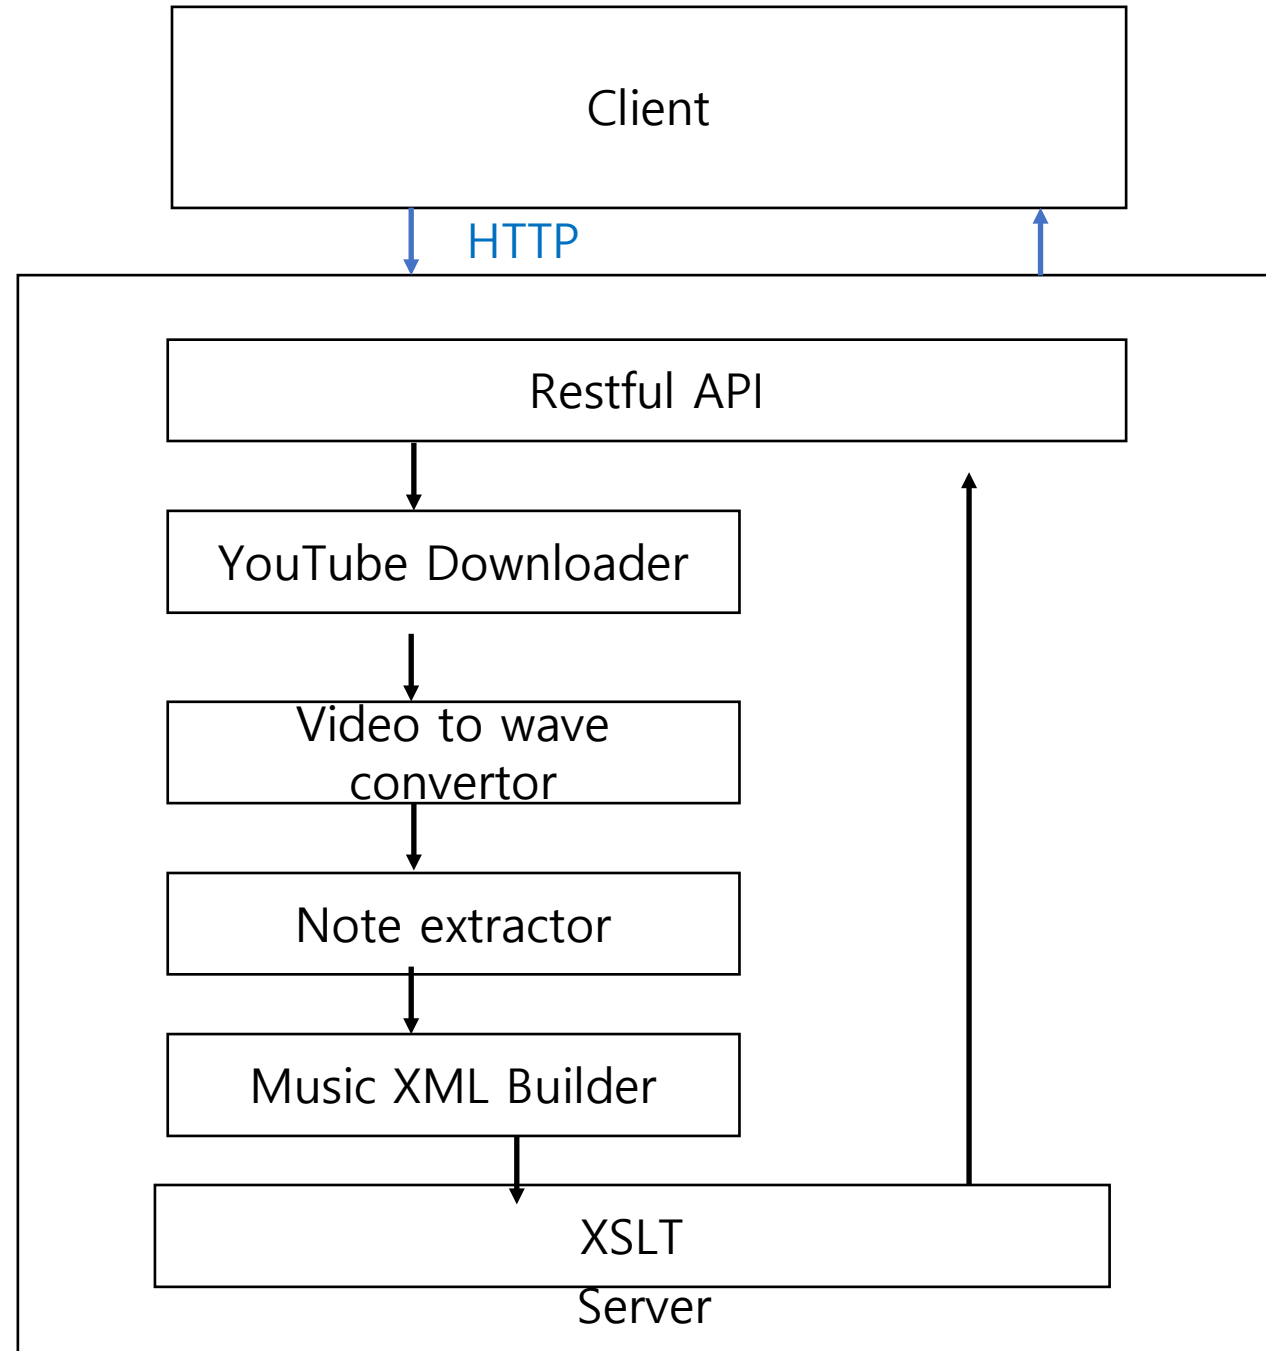 Client
HTTP
Restful API
YouTube Downloader
Video to wave
convertor
Note extractor
Music XML Builder
XSLT
Server